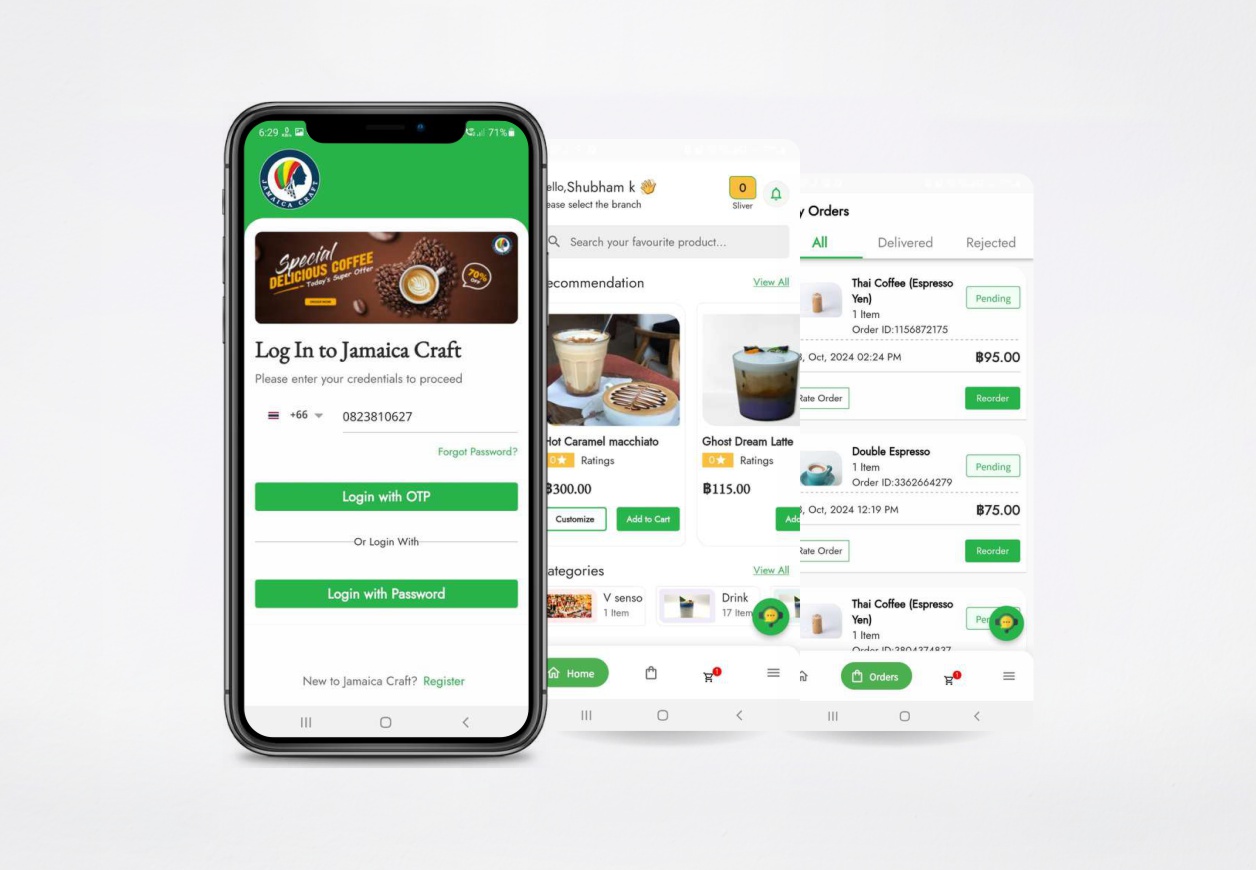 6:29
71%
JAMAICA CRAFT
Special
DELICIOUS COFFEE
Today's Super Offer
70%
OFF
Log In to Jamaica Craft
Please enter your credentials to proceed
+66
0823810627
Forgot Password?
Login with OTP
Or Login With
Login with Password
New to Jamaica Craft? Register
ello,Shubham k 👋
ease select the branch
0
Sliver
Search your favourite product...
ecommendation
View All
Hot Caramel macchiato
0★ Ratings
฿300.00
Customize
Add to Cart
Ghost Dream Latte
0★ Ratings
฿115.00
Add
ategories
View All
V senso
1 Item
Drink
17 Item
Home
1
y Orders
All
Delivered
Rejected
Thai Coffee (Espresso
Yen)
1 Item
Order ID:1156872175
Pending
, Oct, 2024 02:24 PM
฿95.00
Rate Order
Reorder
Double Espresso
1 Item
Order ID:3362664279
Pending
, Oct, 2024 12:19 PM
฿75.00
Rate Order
Reorder
Thai Coffee (Espresso
Yen)
1 Item
Order ID:3804374837
Pe
Orders
1